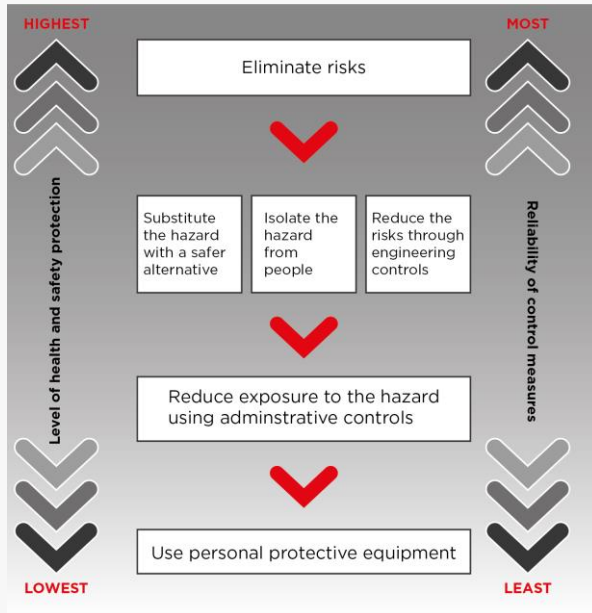 HIGHEST
MOST
Eliminate risks
Level of health and safety protection
Reliability of control measures
Substitute
the hazard
with a safer
alternative
Isolate the
hazard
from
people
Reduce the
risks through
engineering
controls
Reduce exposure to the hazard
using adminstrative controls
Use personal protective equipment
LOWEST
LEAST